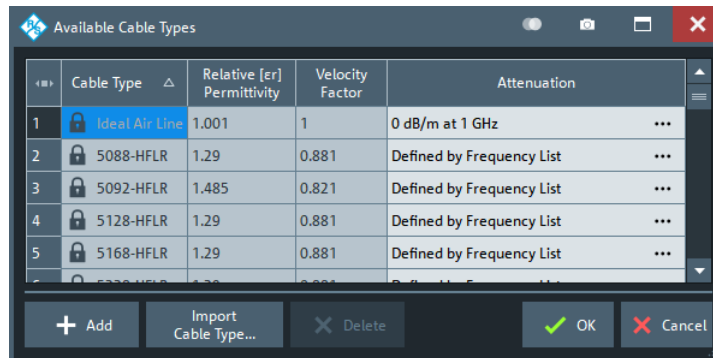 R&S Available Cable Types
Cable Type Relative [εr] Permittivity Velocity Factor Attenuation
1 Ideal Air Line 1.001 1 0 dB/m at 1 GHz ...
2 5088-HFLR 1.29 0.881 Defined by Frequency List ...
3 5092-HFLR 1.485 0.821 Defined by Frequency List ...
4 5128-HFLR 1.29 0.881 Defined by Frequency List ...
5 5168-HFLR 1.29 0.881 Defined by Frequency List ...
+ Add
Import
Cable Type...
Delete
OK
Cancel